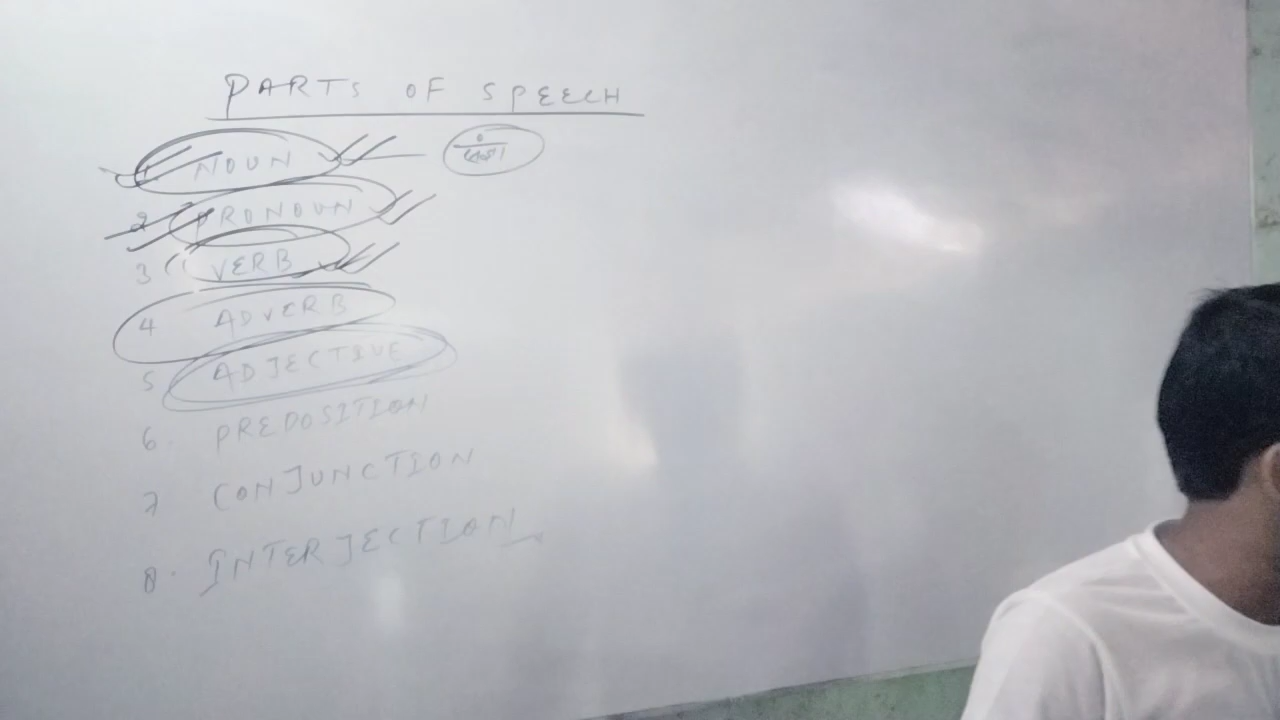 PARTS OF SPEECH
1 NOUN
2 PRONOUN
3 VERB
4 ADVERB
5 ADJECTIVE
6. PREPOSITION
7 CONJUNCTION
8. INTERJECTION